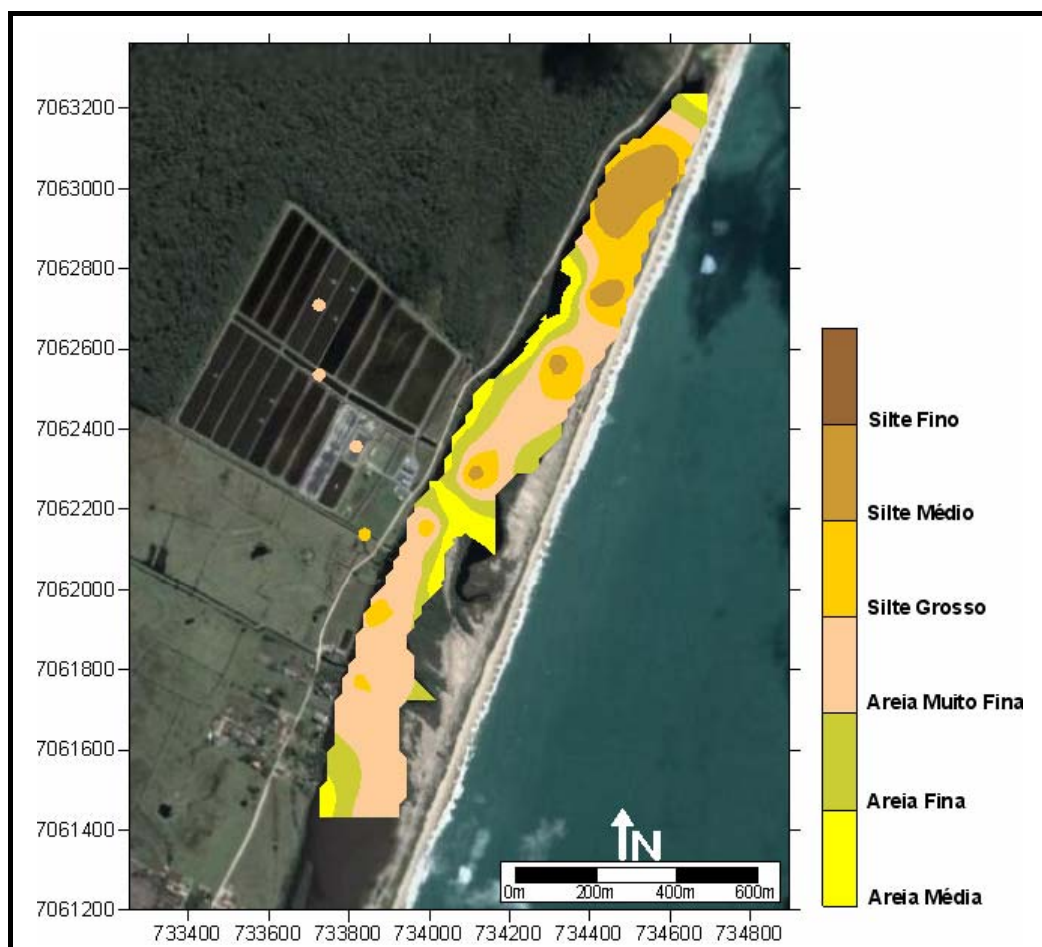 7063200
7063000
7062800
7062600
7062400
7062200
7062000
7061800
7061600
7061400
7061200
733400 733600 733800 734000 734200 734400 734600 734800
Silte Fino
Silte Médio
Silte Grosso
Areia Muito Fina
Areia Fina
Areia Média
N
0m 200m 400m 600m